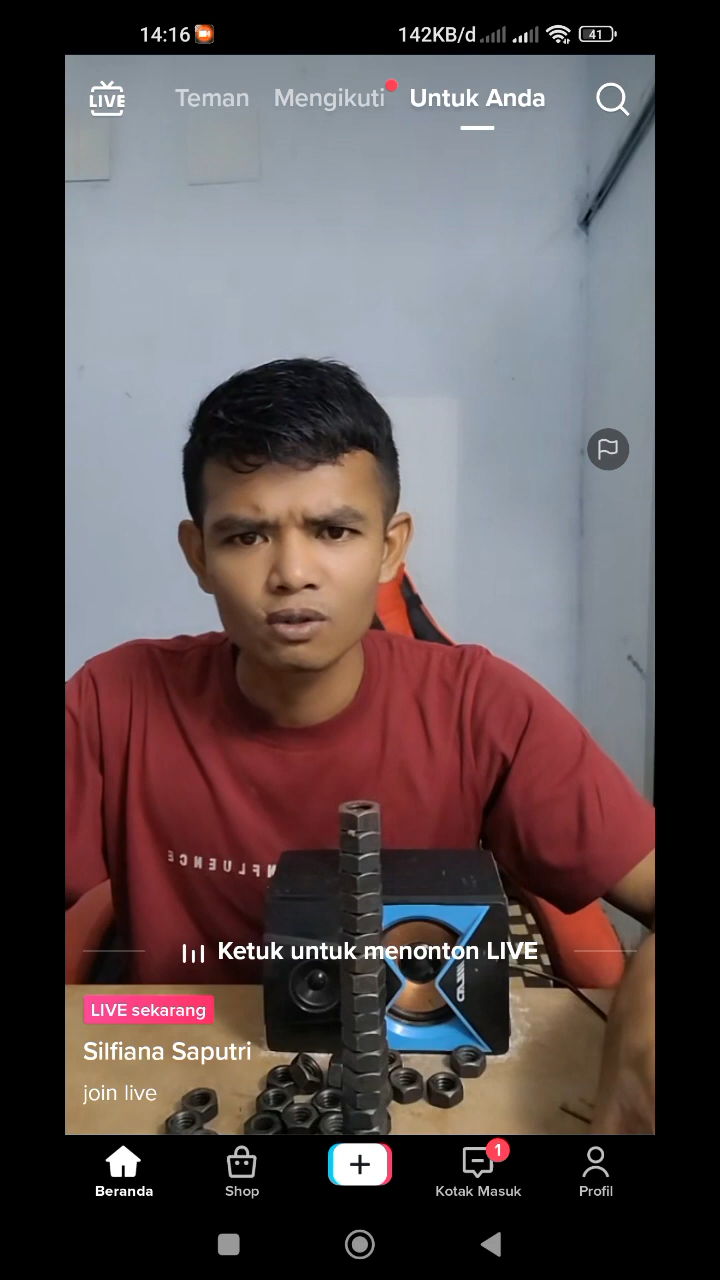 14:16 142KB/d 41
LIVE Teman Mengikuti Untuk Anda
NFLUENCE
Ketuk untuk menonton LIVE
LIVE sekarang
Silfiana Saputri
join live
1
Beranda Shop Kotak Masuk Profil